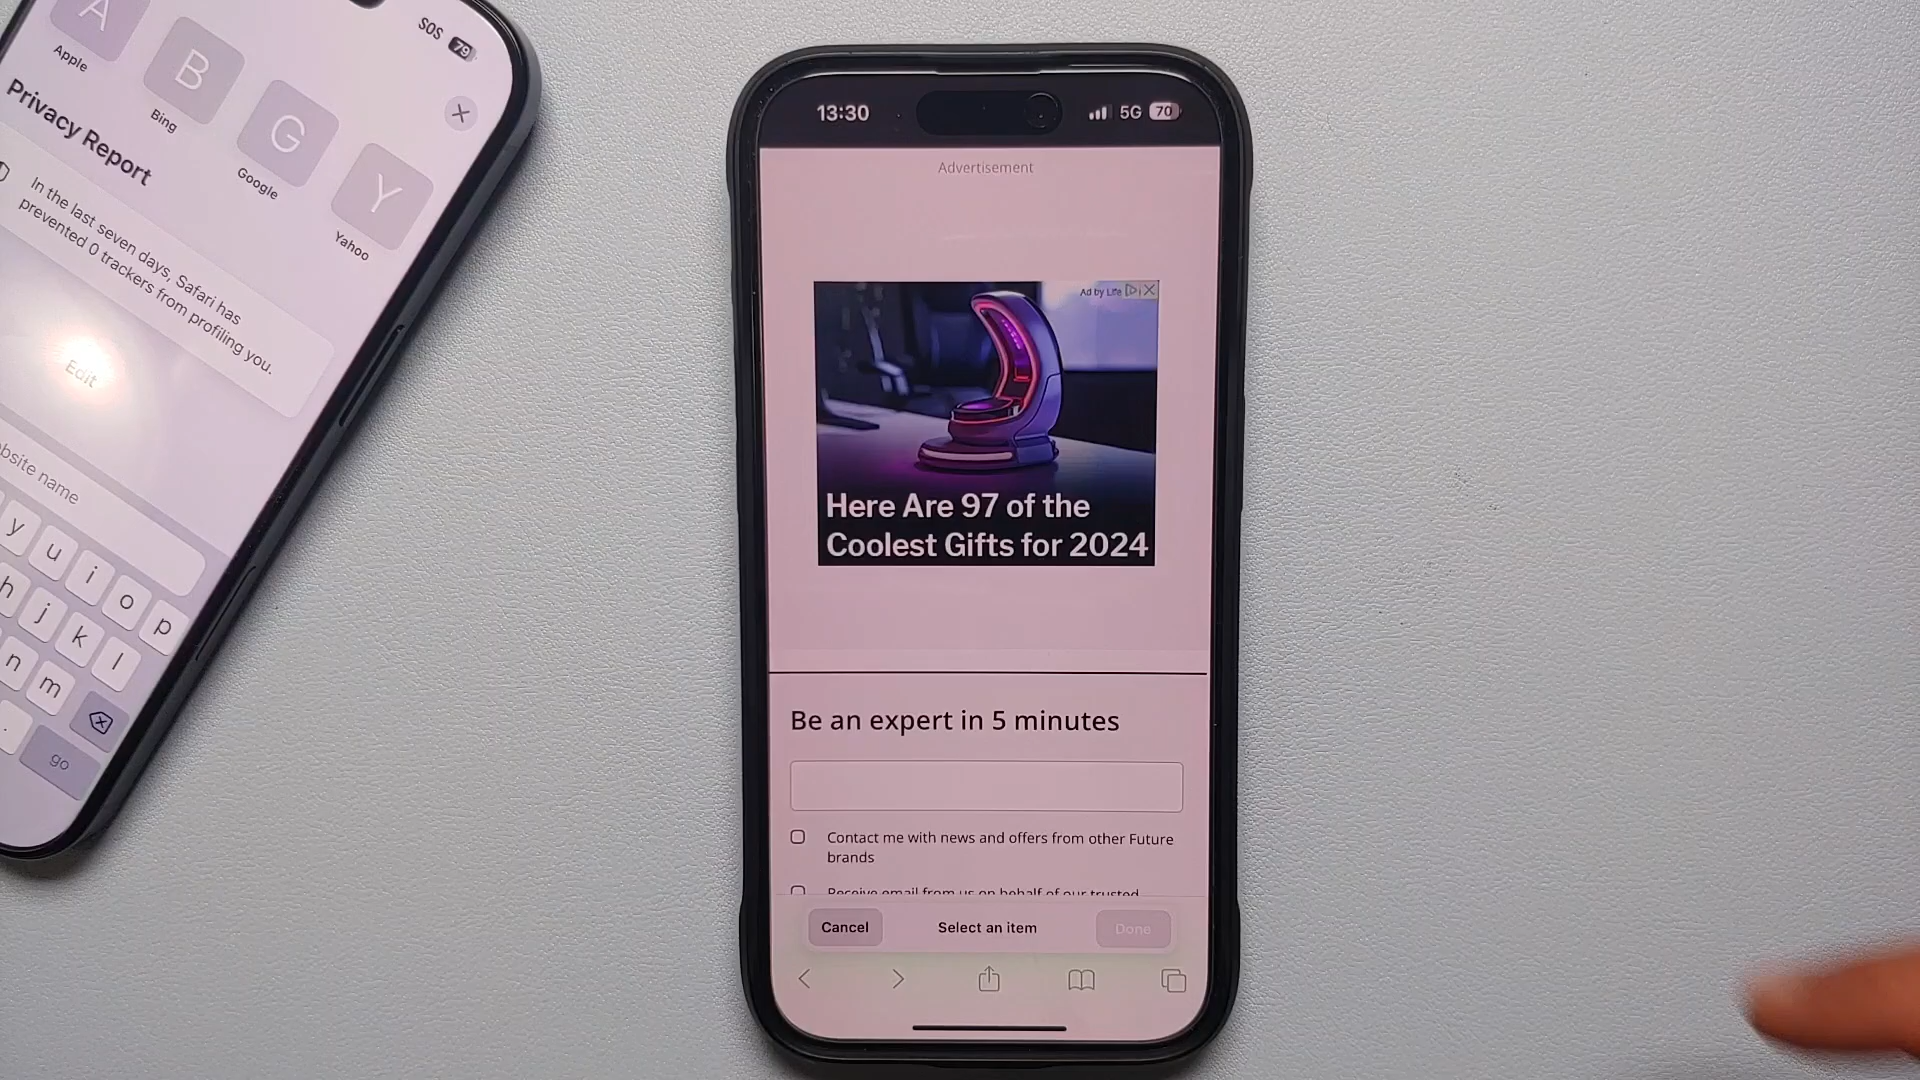 SOS 79
A
B
G
Y
Apple
Bing
Google
Yahoo
Privacy Report
In the last seven days, Safari has
prevented 0 trackers from profiling you.
Edit
website name
y u i o p
h j k l
n m
.
go
13:30
5G 70
Advertisement
Ad by Life
Here Are 97 of the
Coolest Gifts for 2024
Be an expert in 5 minutes
Contact me with news and offers from other Future
brands
Receive email from us on behalf of our trusted
Cancel
Select an item
Done